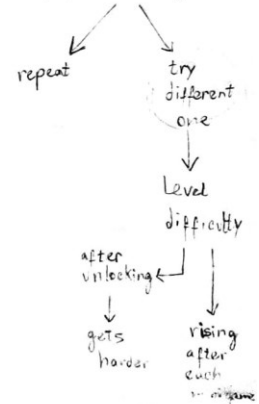 repeat
try
different
one
Level
difficulty
after
unlocking
gets
harder
rising
after
each